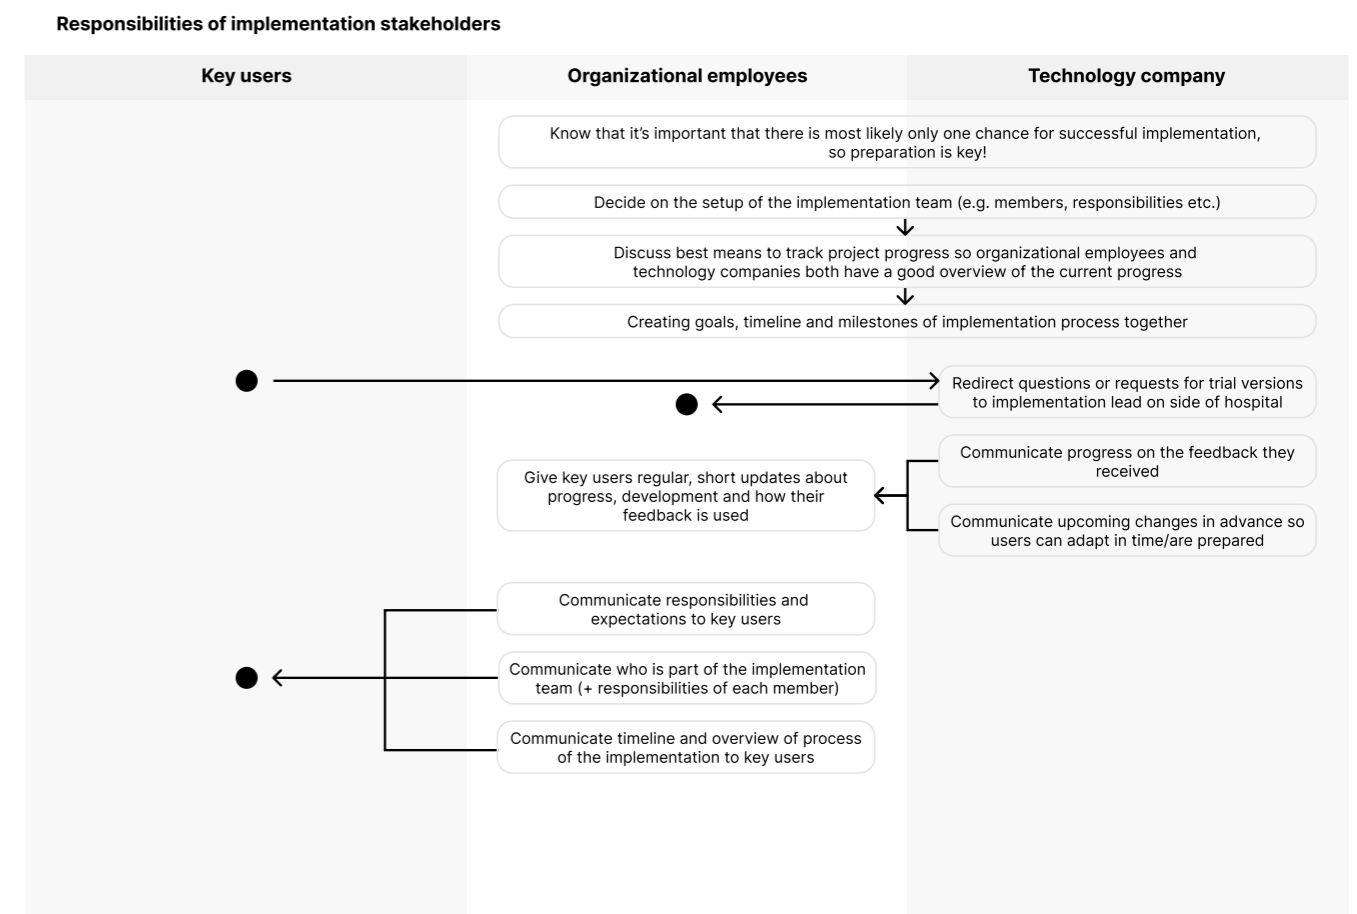 Responsibilities of implementation stakeholders
Key users
Organizational employees
Technology company
Know that it’s important that there is most likely only one chance for successful implementation,
so preparation is key!
Decide on the setup of the implementation team (e.g. members, responsibilities etc.)
Discuss best means to track project progress so organizational employees and
technology companies both have a good overview of the current progress
Creating goals, timeline and milestones of implementation process together
Redirect questions or requests for trial versions
to implementation lead on side of hospital
Communicate progress on the feedback they
received
Give key users regular, short updates about
progress, development and how their
feedback is used
Communicate upcoming changes in advance so
users can adapt in time/are prepared
Communicate responsibilities and
expectations to key users
Communicate who is part of the implementation
team (+ responsibilities of each member)
Communicate timeline and overview of process
of the implementation to key users